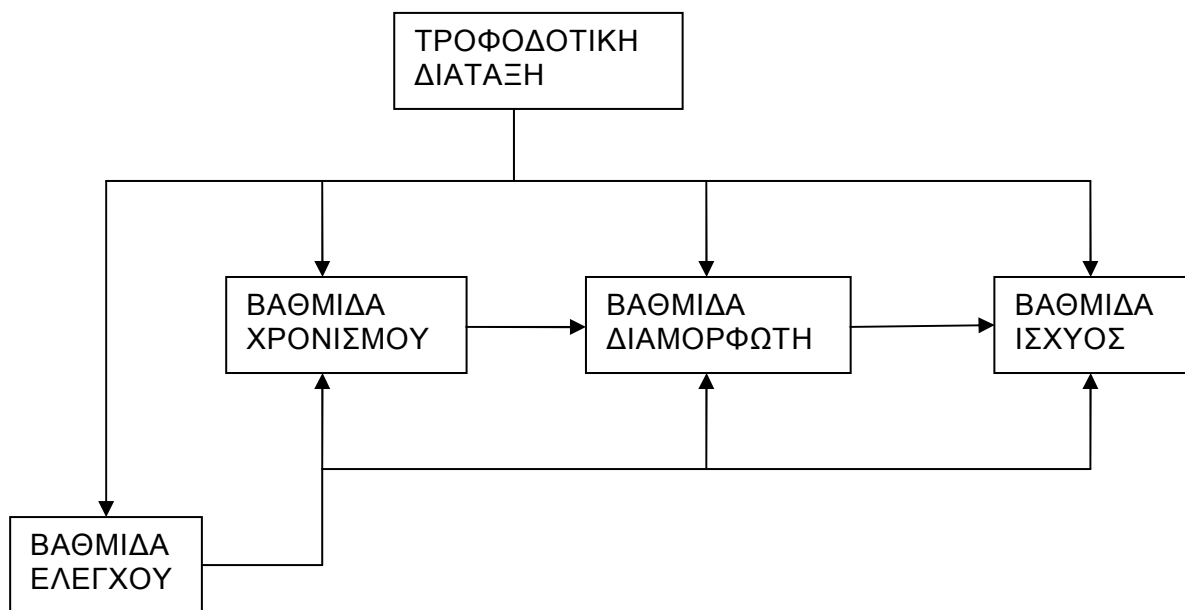 ΤΡΟΦΟΔΟΤΙΚΗ
ΔΙΑΤΑΞΗ
ΒΑΘΜΙΔΑ
ΧΡΟΝΙΣΜΟΥ
ΒΑΘΜΙΔΑ
ΔΙΑΜΟΡΦΩΤΗ
ΒΑΘΜΙΔΑ
ΙΣΧΥΟΣ
ΒΑΘΜΙΔΑ
ΕΛΕΓΧΟΥ